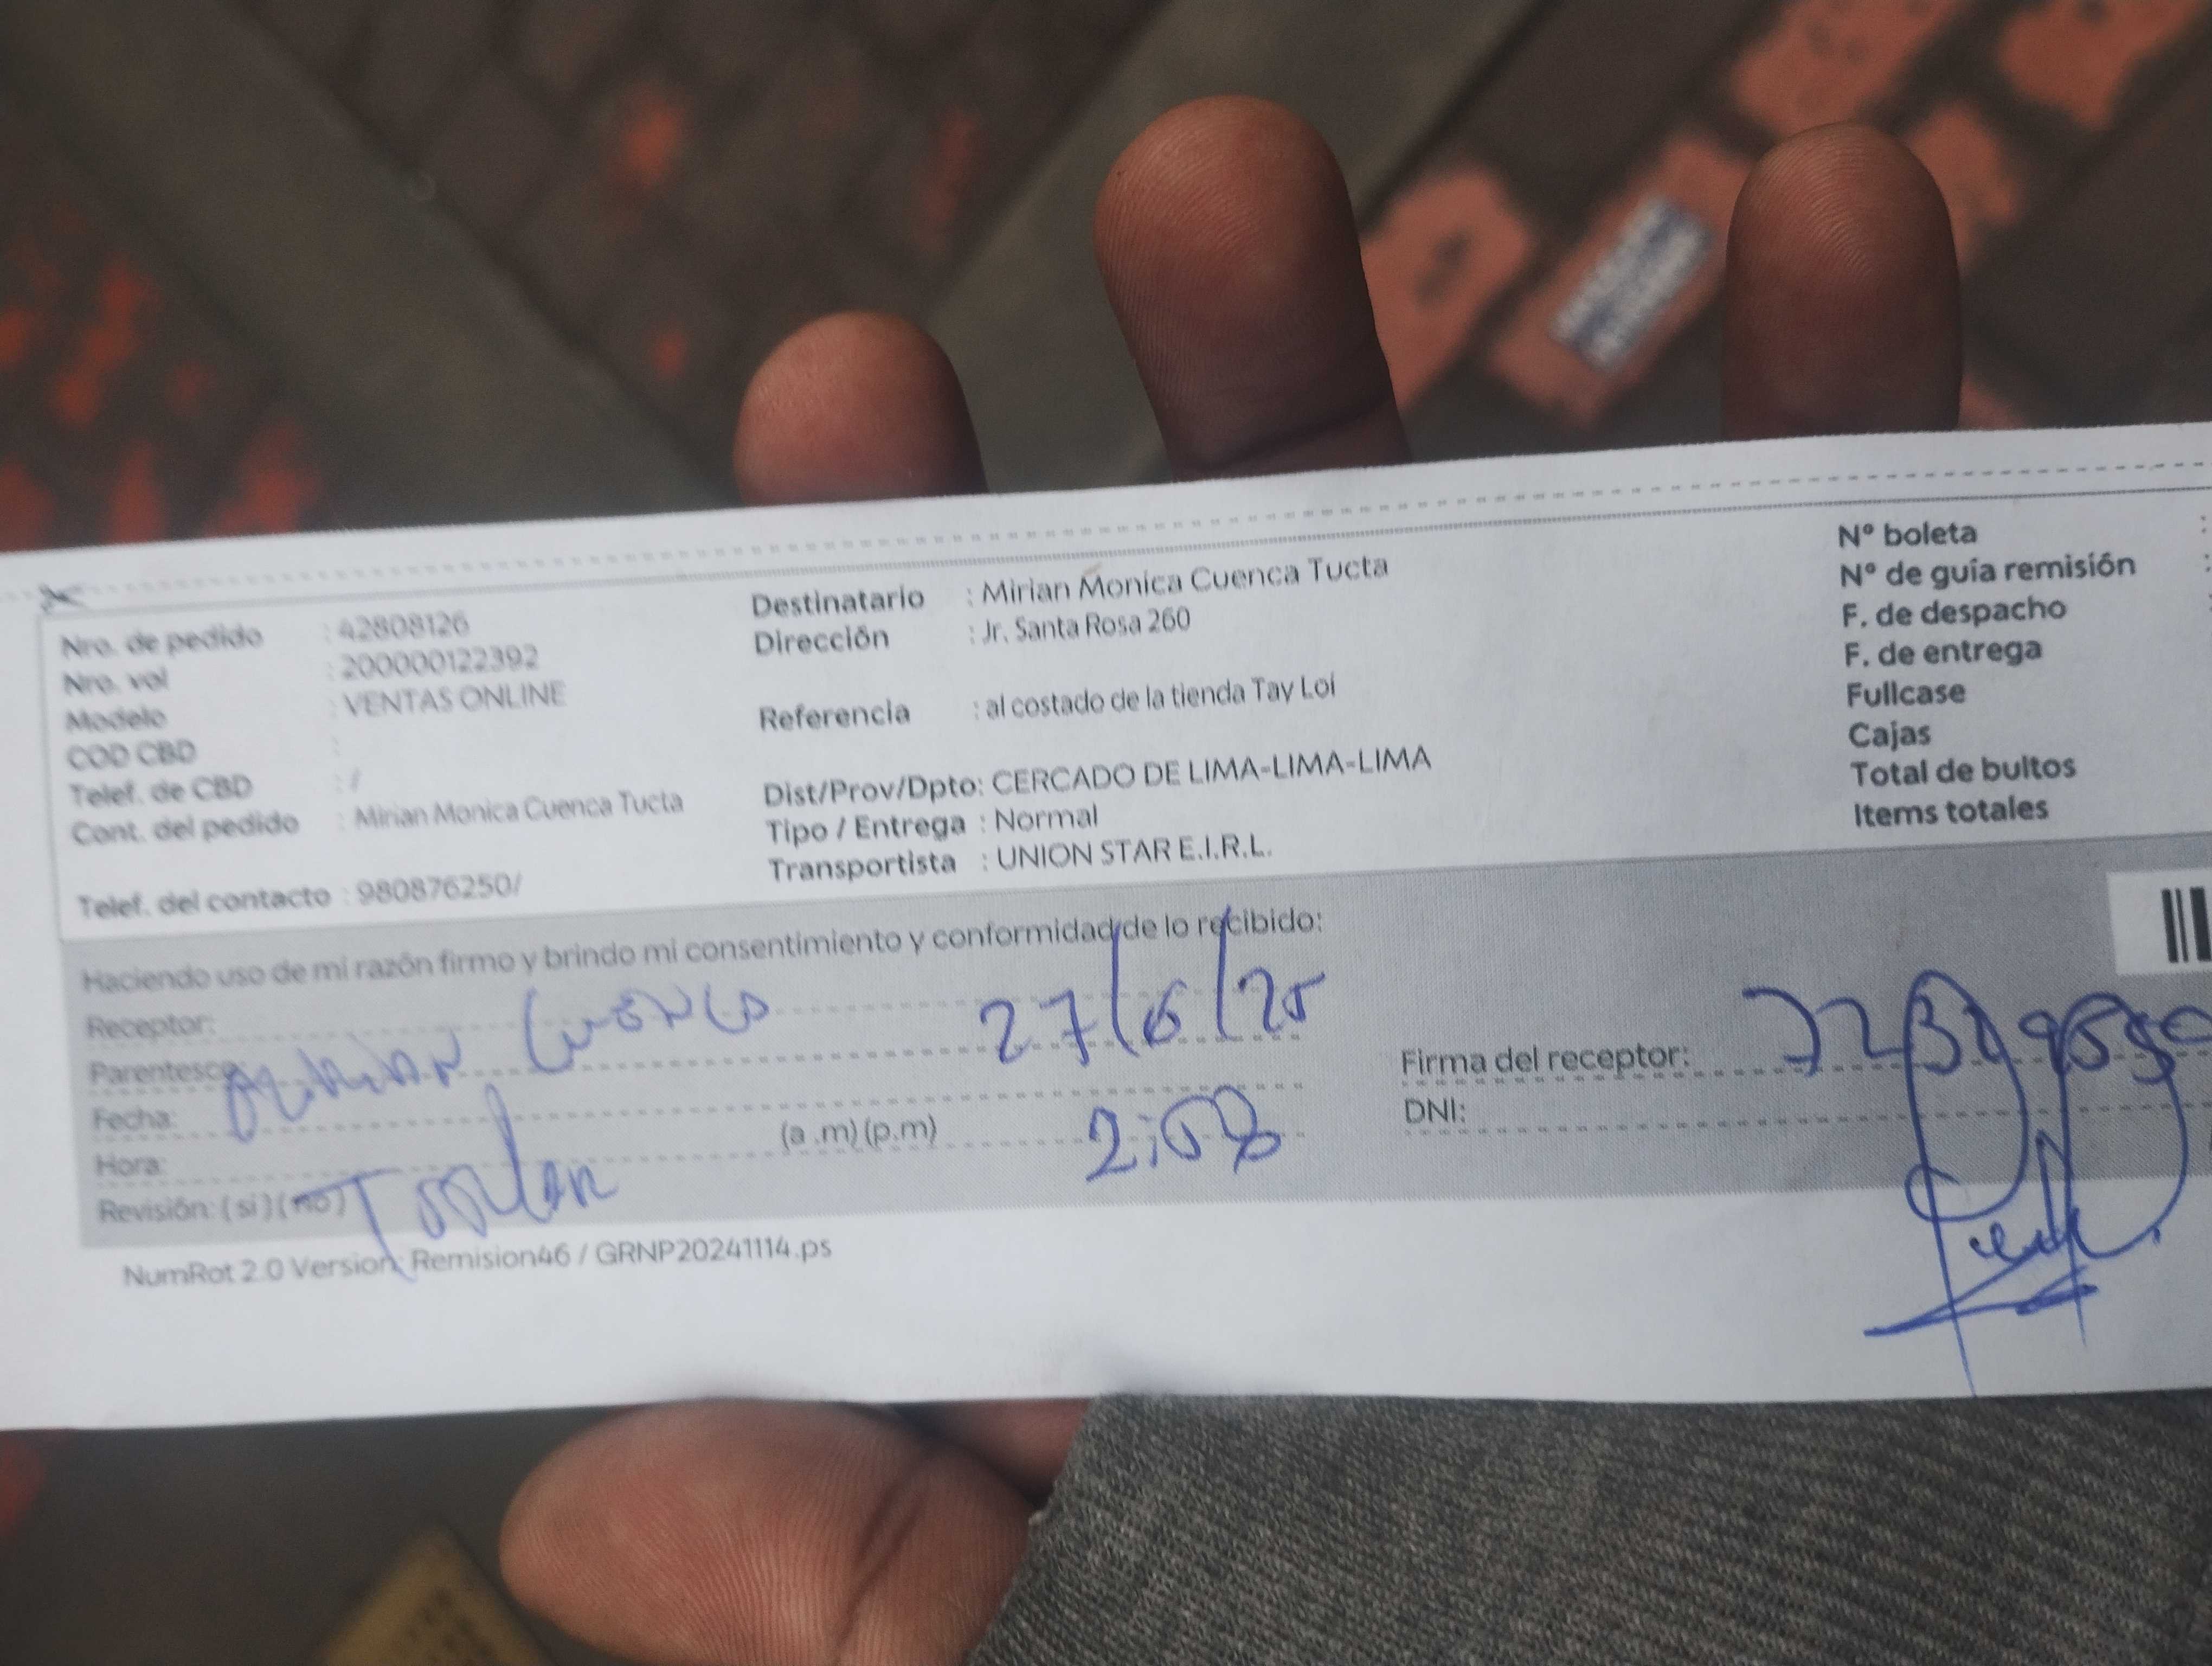 Nro. de pedido : 42808126
Nro. vol : 200000122392
Modelo : VENTAS ONLINE
COD CBD :
Telef. de CBD : /
Cont. del pedido : Mirian Monica Cuenca Tucta
Telef. del contacto : 980876250/
Destinatario : Mirian Monica Cuenca Tucta
Dirección : Jr. Santa Rosa 260
Referencia : al costado de la tienda Tay Loi
Dist/Prov/Dpto: CERCADO DE LIMA-LIMA-LIMA
Tipo / Entrega : Normal
Transportista : UNION STAR E.I.R.L.
Nº boleta :
Nº de guía remisión :
F. de despacho
F. de entrega
Fullcase
Cajas
Total de bultos
Items totales
Haciendo uso de mi razón firmo y brindo mi consentimiento y conformidad de lo recibido:
Receptor:
Parentesco:
Fecha:
Hora: (a .m) (p.m)
Revisión: ( si ) ( no )
27/6/25
2:08
Firma del receptor:
DNI:
NumRot 2.0 Version: Remision46 / GRNP20241114.ps